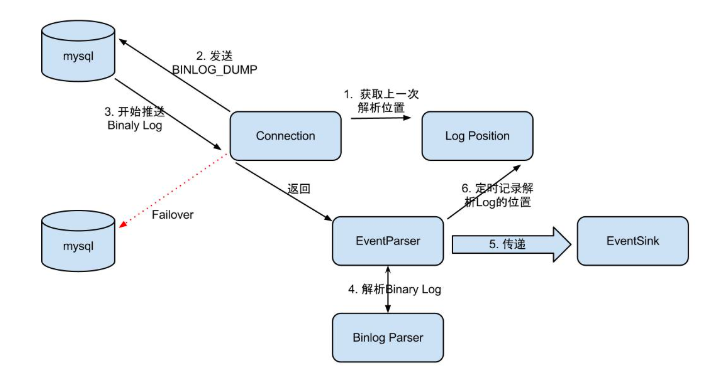 mysql
2. 发送
BINLOG_DUMP
1. 获取上一次
解析位置
3. 开始推送
Binaly Log
Connection
Log Position
返回
6. 定时记录解
析Log的位置
Failover
mysql
EventParser
5. 传递
EventSink
4. 解析Binary Log
Binlog Parser